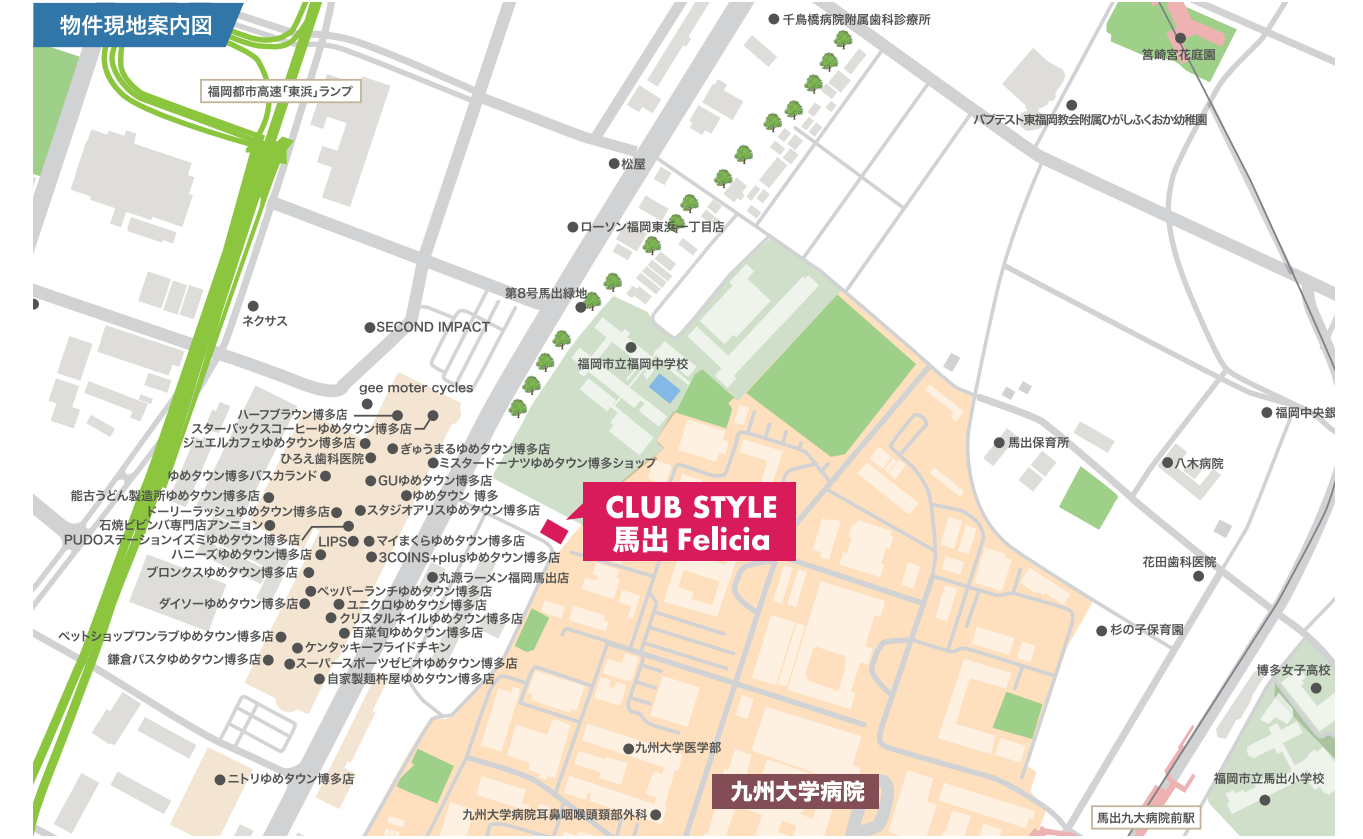 物件現地案内図
千鳥橋病院附属歯科診療所
筥崎宮花庭園
福岡都市高速「東浜」ランプ
バプテスト東福岡教会附属ひがしふくおか幼稚園
松屋
ローソン福岡東浜一丁目店
第8号馬出緑地
ネクサス
SECOND IMPACT
福岡市立福岡中学校
gee moter cycles
ハーフブラウン博多店
福岡中央銀
スターバックスコーヒーゆめタウン博多店
ジュエルカフェゆめタウン博多店
馬出保育所
ぎゅうまるゆめタウン博多店
ひろえ歯科医院
ミスタードーナツゆめタウン博多ショップ
八木病院
ゆめタウン博多バスカランド
GUゆめタウン博多店
能古うどん製造所ゆめタウン博多店
ゆめタウン 博多
ドーリーラッシュゆめタウン博多店
スタジオアリスゆめタウン博多店
CLUB STYLE
馬出 Felicia
石焼ビビンバ専門店アンニョン
PUDOステーションイズミゆめタウン博多店
LIPS
マイまくらゆめタウン博多店
ハニーズゆめタウン博多店
3COINS+plusゆめタウン博多店
花田歯科医院
ブロンクスゆめタウン博多店
丸源ラーメン福岡馬出店
ペッパーランチゆめタウン博多店
ダイソーゆめタウン博多店
ユニクロゆめタウン博多店
クリスタルネイルゆめタウン博多店
杉の子保育園
百菜旬ゆめタウン博多店
ペットショップワンラブゆめタウン博多店
ケンタッキーフライドチキン
鎌倉パスタゆめタウン博多店
スーパースポーツゼビオゆめタウン博多店
博多女子高校
自家製麺杵屋ゆめタウン博多店
九州大学医学部
ニトリゆめタウン博多店
福岡市立馬出小学校
九州大学病院
九州大学病院耳鼻咽喉頭頚部外科
馬出九大病院前駅